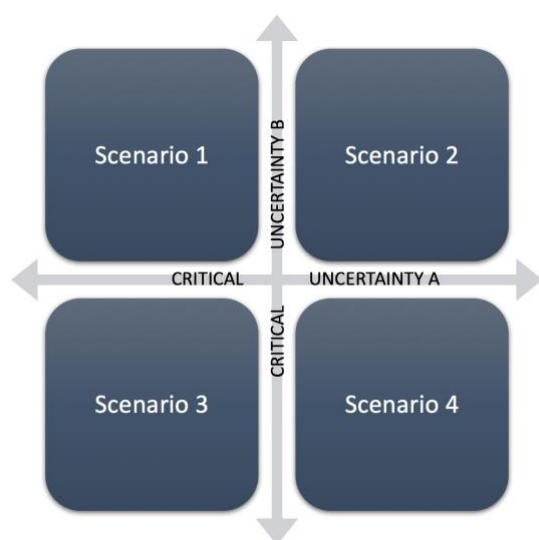 Scenario 1
Scenario 2
CRITICAL UNCERTAINTY B
CRITICAL UNCERTAINTY A
Scenario 3
Scenario 4